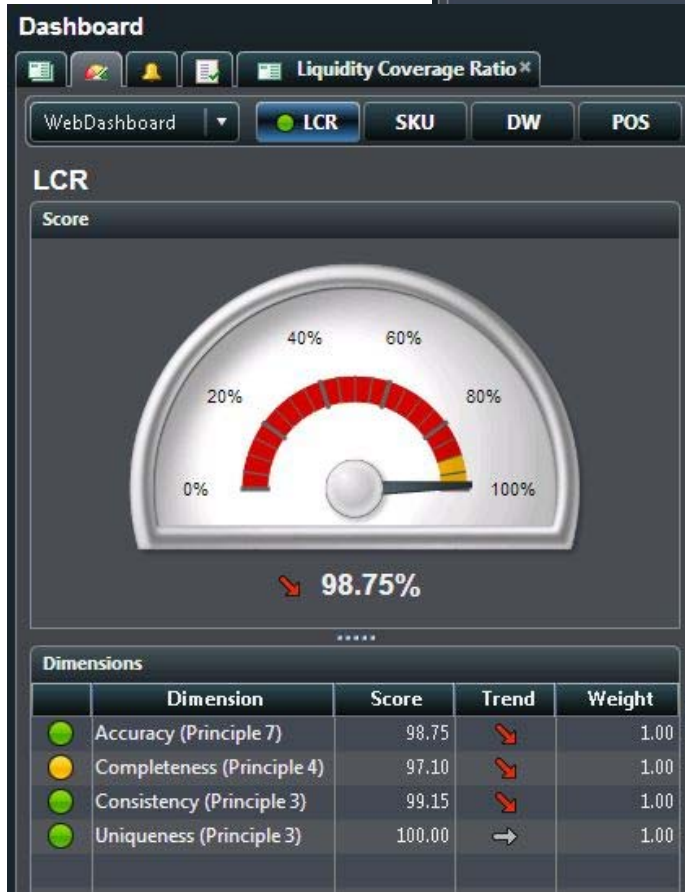 Dashboard
Liquidity Coverage Ratio ×
WebDashboard LCR SKU DW POS
LCR
Score
40% 60%
20% 80%
0% 100%
98.75%
Dimensions
Dimension Score Trend Weight
Accuracy (Principle 7) 98.75 1.00
Completeness (Principle 4) 97.10 1.00
Consistency (Principle 3) 99.15 1.00
Uniqueness (Principle 3) 100.00 1.00